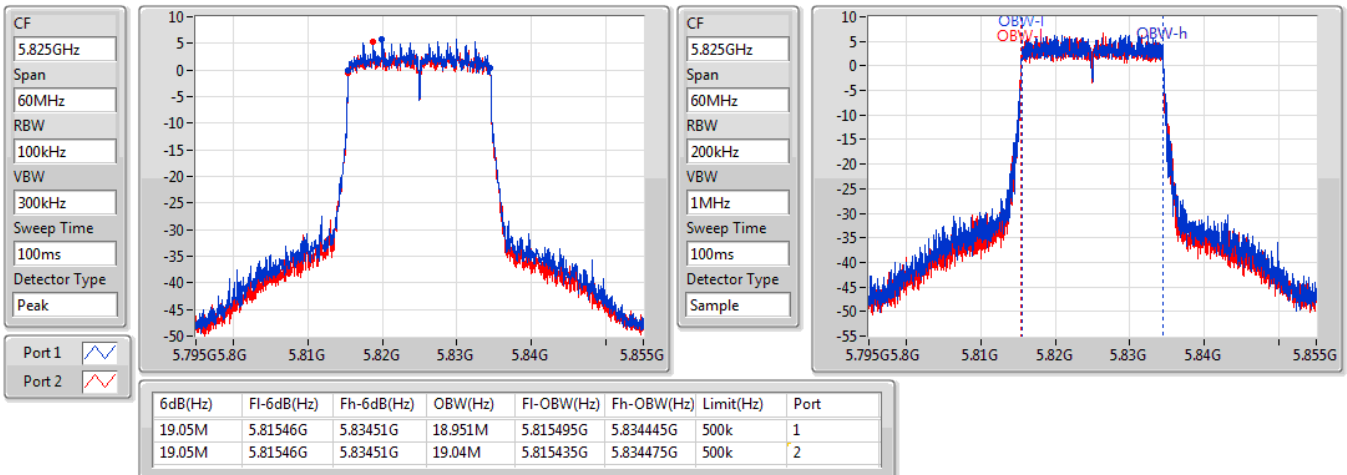 CF
5.825GHz
Span
60MHz
RBW
100kHz
VBW
300kHz
Sweep Time
100ms
Detector Type
Peak
Port 1
Port 2
10
5
0
-5
-10
-15
-20
-25
-30
-35
-40
-45
-50
5.795G 5.8G 5.81G 5.82G 5.83G 5.84G 5.855G
CF
5.825GHz
Span
60MHz
RBW
200kHz
VBW
1MHz
Sweep Time
100ms
Detector Type
Sample
OBW-l
OBW-l
OBW-h
10
5
0
-5
-10
-15
-20
-25
-30
-35
-40
-45
-50
-55
5.795G 5.8G 5.81G 5.82G 5.83G 5.84G 5.855G
6dB(Hz) Fl-6dB(Hz) Fh-6dB(Hz) OBW(Hz) Fl-OBW(Hz) Fh-OBW(Hz) Limit(Hz) Port
19.05M 5.81546G 5.83451G 18.951M 5.815495G 5.834445G 500k 1
19.05M 5.81546G 5.83451G 19.04M 5.815435G 5.834475G 500k 2